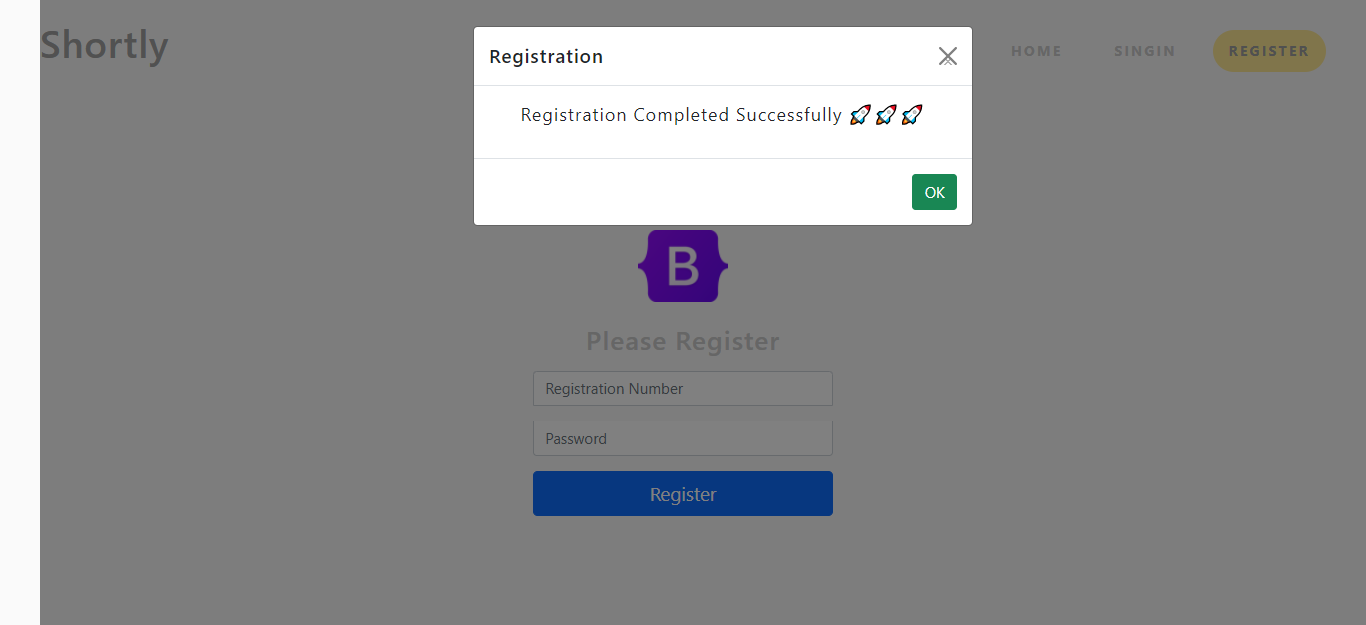 Shortly
HOME
SINGIN
REGISTER
Registration
Registration Completed Successfully 🚀🚀🚀
OK
B
Please Register
Registration Number
Password
Register